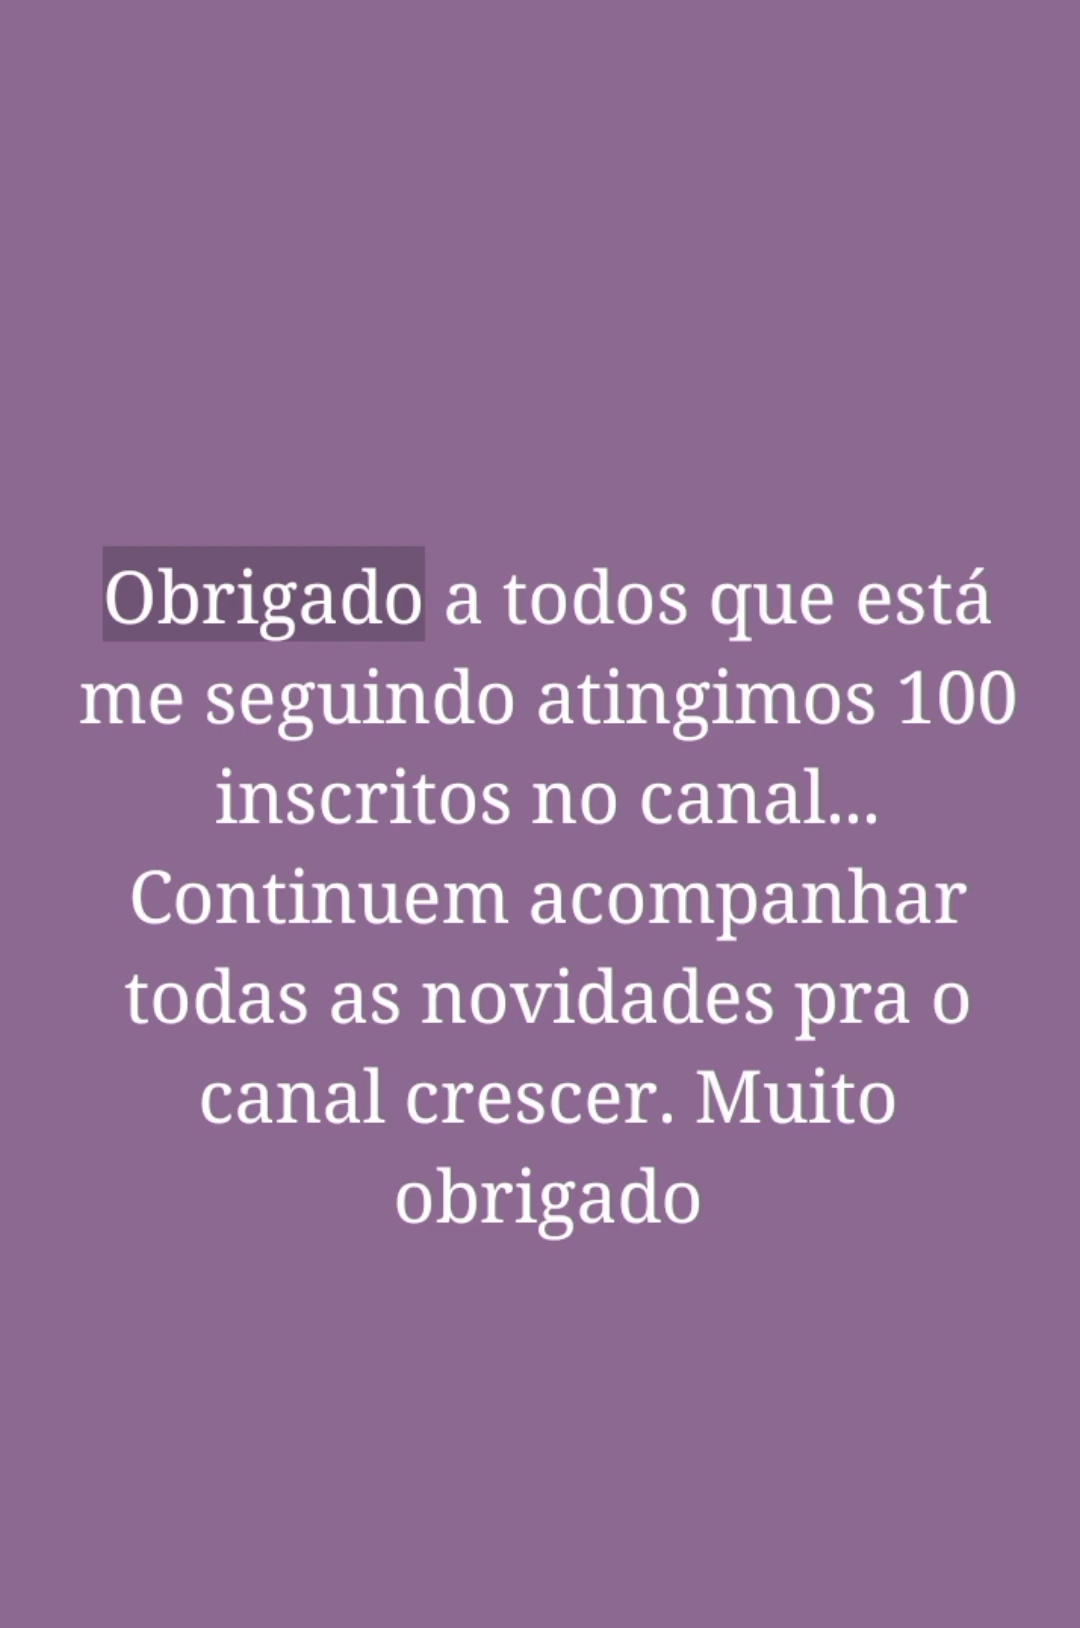 Obrigado a todos que está
me seguindo atingimos 100
inscritos no canal...
Continuem acompanhar
todas as novidades pra o
canal crescer. Muito
obrigado